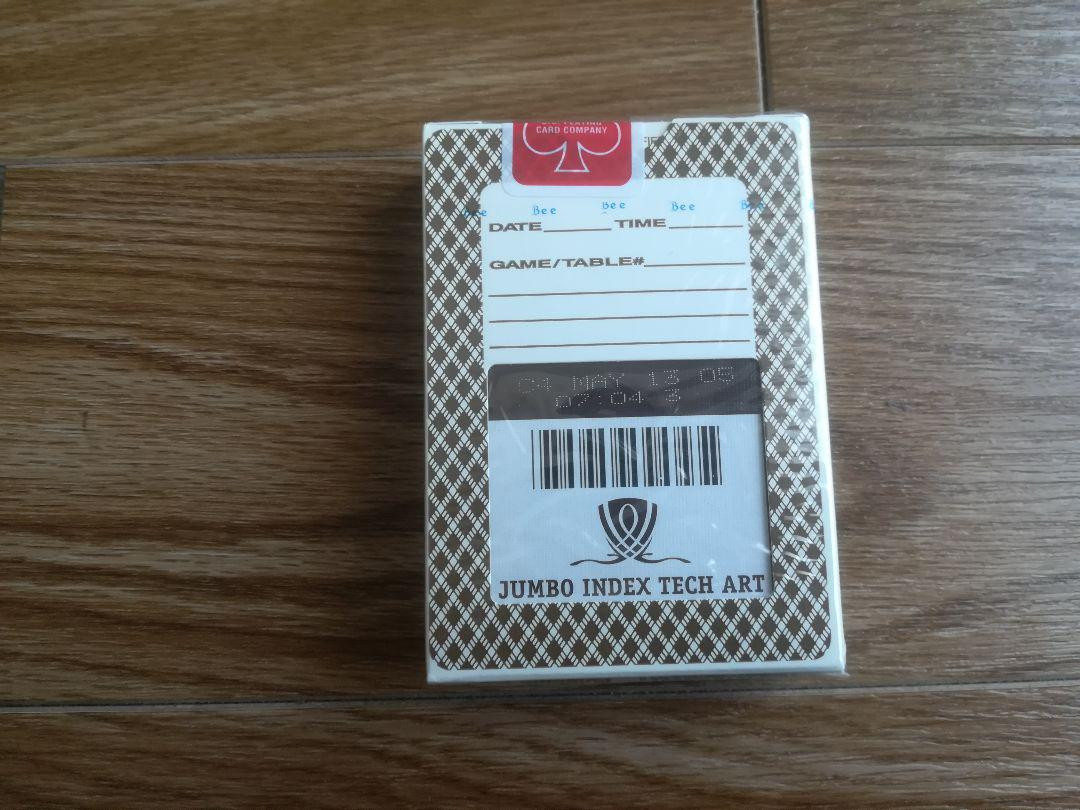 CARD COMPANY
Bee Bee Bee Bee
DATE TIME
GAME/TABLE#
04 MAY 13 05
07:04 3
JUMBO INDEX TECH ART